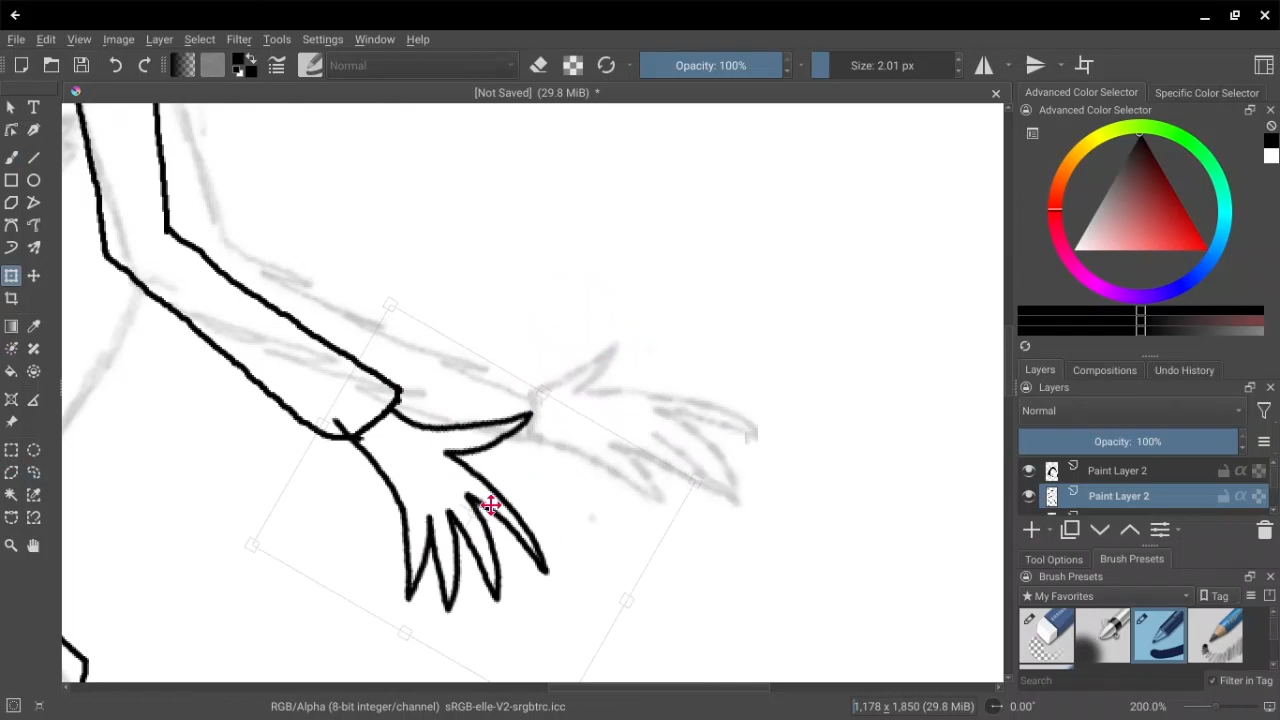 File Edit View Image Layer Select Filter Tools Settings Window Help
Normal Opacity: 100% Size: 2.01 px
[Not Saved] (29.8 MiB) *
Advanced Color Selector Specific Color Selector
Advanced Color Selector
Layers Compositions Undo History
Layers
Normal
Opacity: 100%
Paint Layer 2
Paint Layer 2
Tool Options Brush Presets
Brush Presets
★ My Favorites Tag
Search Filter in Tag
RGB/Alpha (8-bit integer/channel) sRGB-elle-V2-srgbtrc.icc 1,178 x 1,850 (29.8 MiB) 0.00° 200.0%